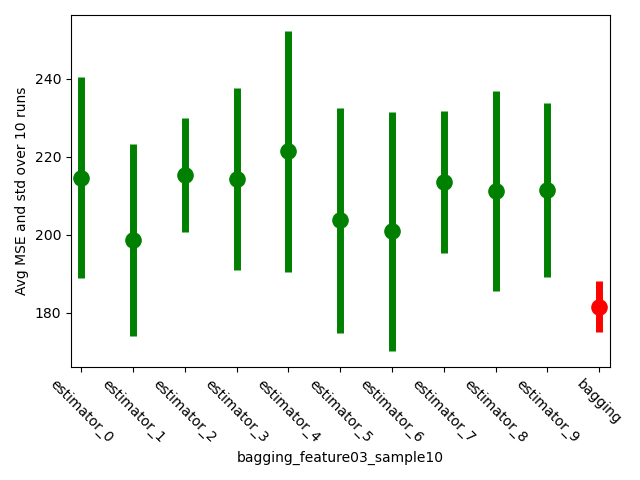 Avg MSE and std over 10 runs
240
220
200
180
estimator_0
estimator_1
estimator_2
estimator_3
estimator_4
estimator_5
estimator_6
estimator_7
estimator_8
estimator_9
bagging
bagging_feature03_sample10